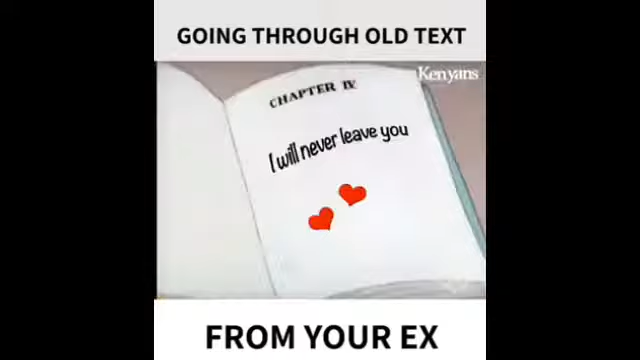 GOING THROUGH OLD TEXT
Kenyans
CHAPTER IV
I will never leave you
FROM YOUR EX